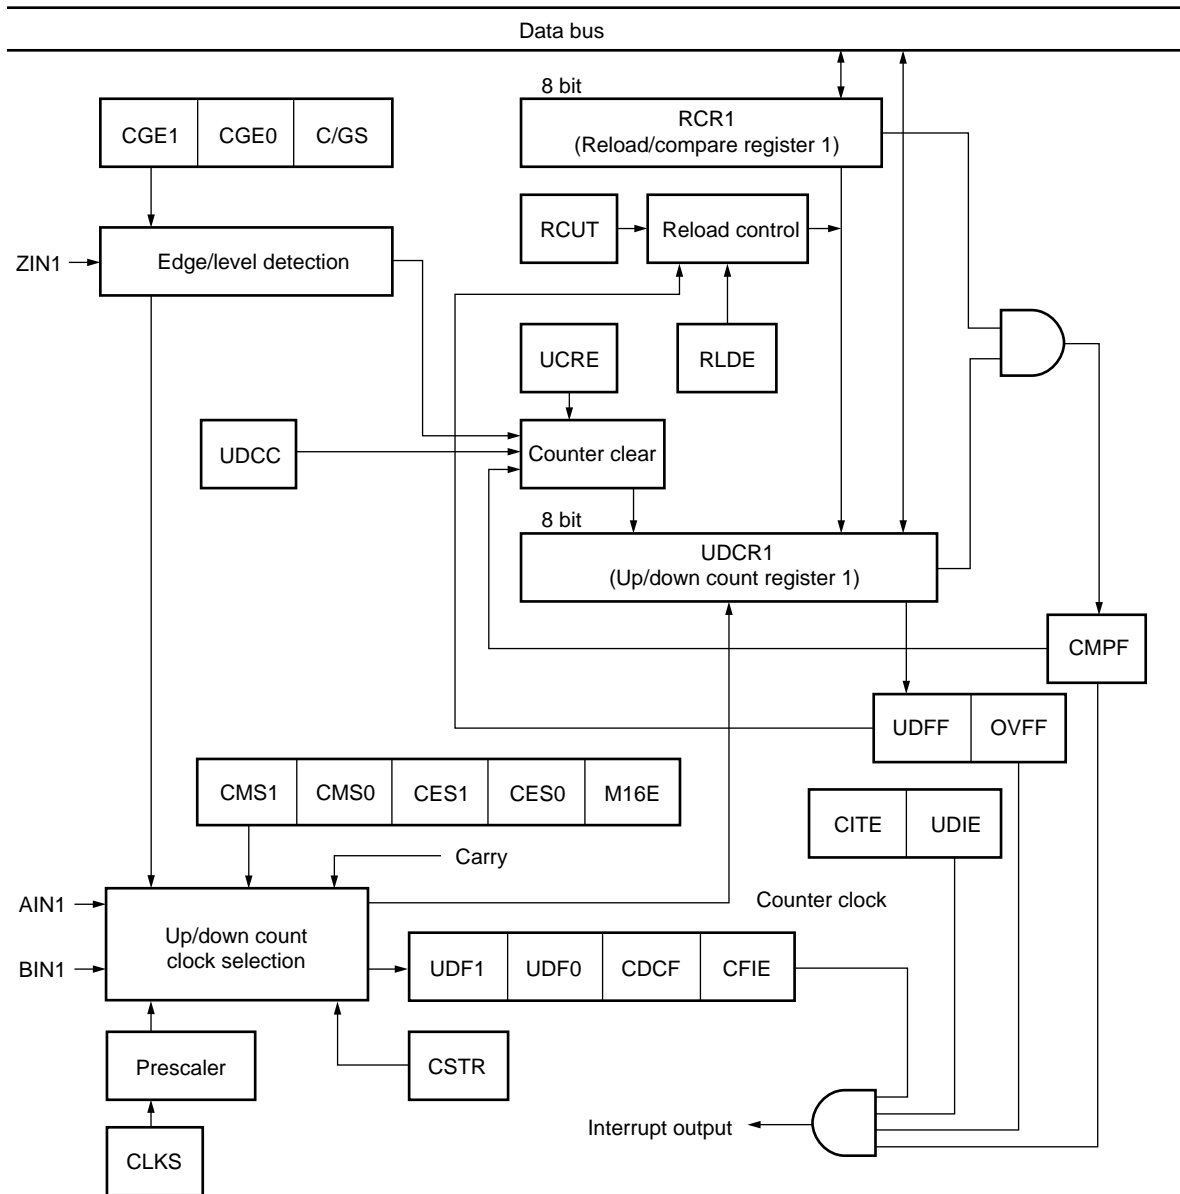 Data bus
8 bit
CGE1 CGE0 C/GS
RCR1
(Reload/compare register 1)
RCUT
Reload control
ZIN1
Edge/level detection
UCRE
RLDE
UDCC
Counter clear
8 bit
UDCR1
(Up/down count register 1)
CMPF
UDFF OVFF
CMS1 CMS0 CES1 CES0 M16E
CITE UDIE
Carry
AIN1
Counter clock
Up/down count
clock selection
BIN1
UDF1 UDF0 CDCF CFIE
Prescaler
CSTR
Interrupt output
CLKS